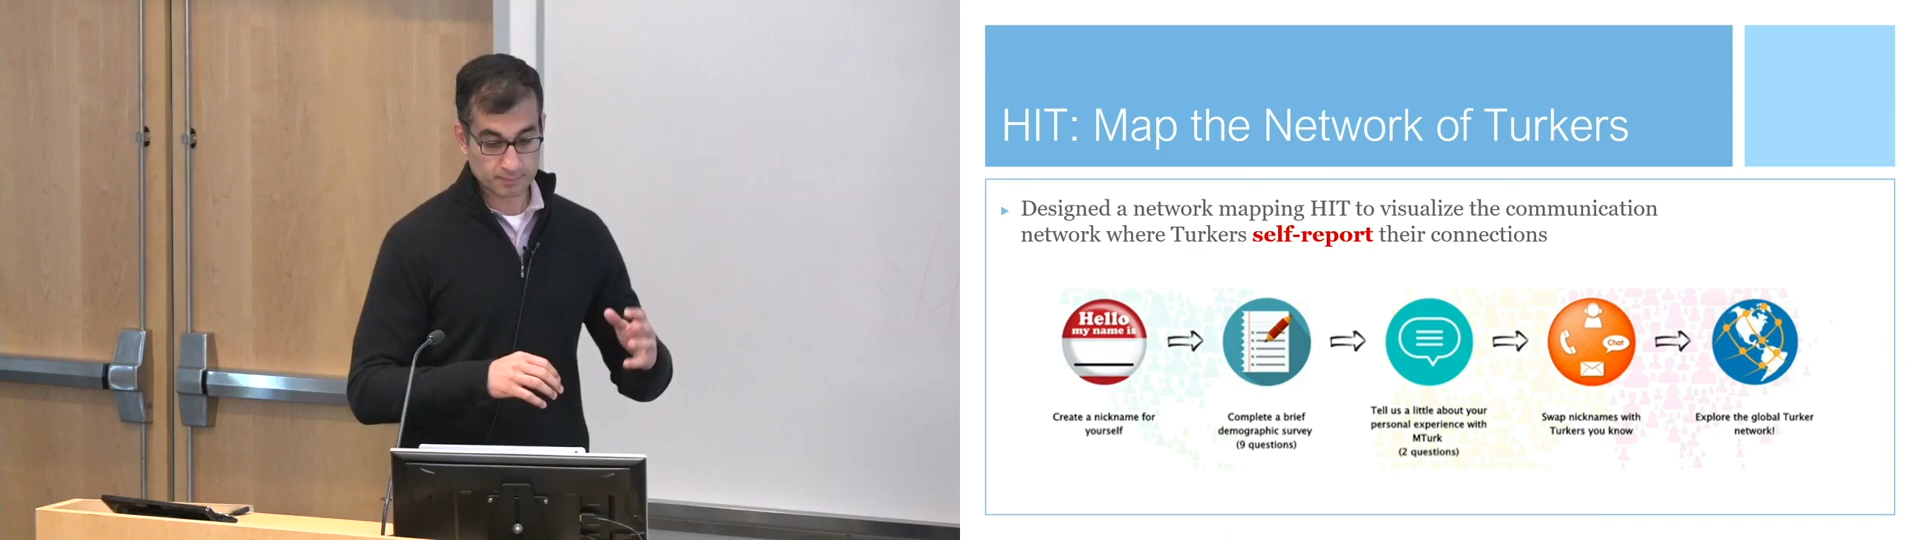 HIT: Map the Network of Turkers
Designed a network mapping HIT to visualize the communication
network where Turkers self-report their connections
Hello
my name is
Chat
Create a nickname for
yourself
Complete a brief
demographic survey
(9 questions)
Tell us a little about your
personal experience with
MTurk
(2 questions)
Swap nicknames with
Turkers you know
Explore the global Turker
network!